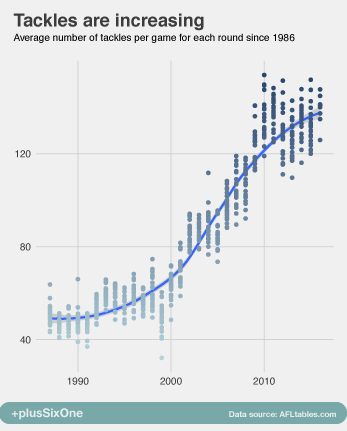 Tackles are increasing
Average number of tackles per game for each round since 1986
120
80
40
1990 2000 2010
+plusSixOne Data source: AFLtables.com